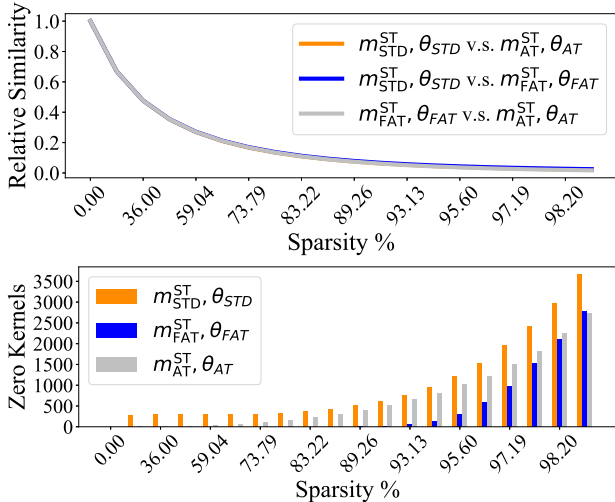 1.0
0.8
0.6
0.4
0.2
0.0
Relative Similarity
m^ST_STD, θ_STD v.s. m^ST_AT, θ_AT
m^ST_STD, θ_STD v.s. m^ST_FAT, θ_FAT
m^ST_FAT, θ_FAT v.s. m^ST_AT, θ_AT
0.00 36.00 59.04 73.79 83.22 89.26 93.13 95.60 97.19 98.20
Sparsity %
3500
3000
2500
2000
1500
1000
500
0
Zero Kernels
m^ST_STD, θ_STD
m^ST_FAT, θ_FAT
m^ST_AT, θ_AT
0.00 36.00 59.04 73.79 83.22 89.26 93.13 95.60 97.19 98.20
Sparsity %